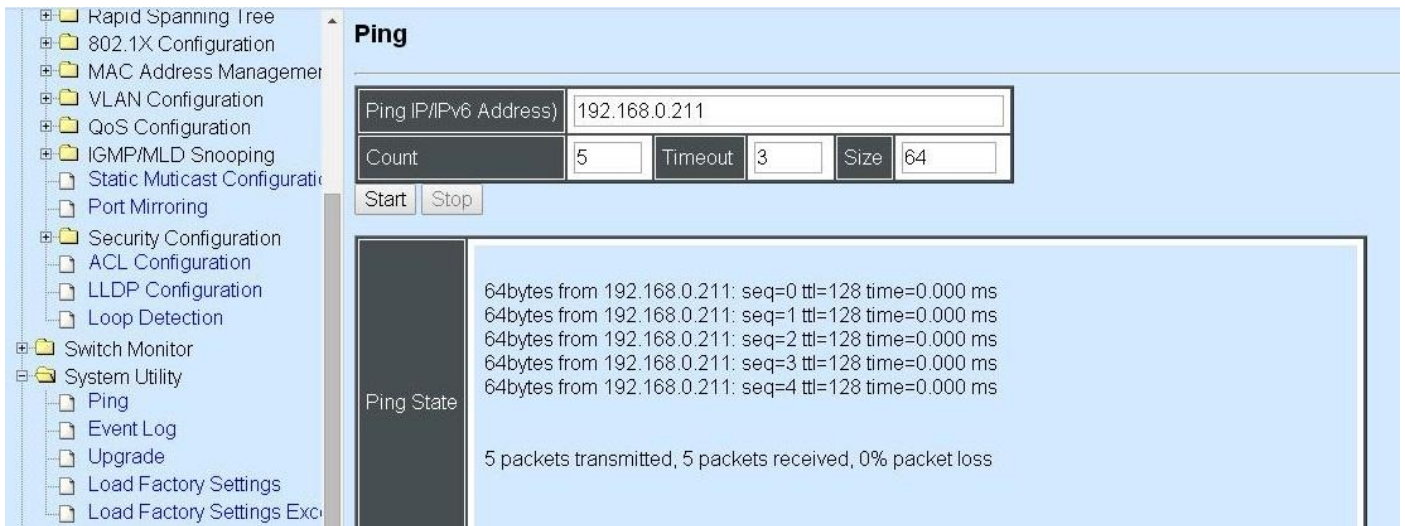 Rapid Spanning Tree
802.1X Configuration
MAC Address Managemen
VLAN Configuration
QoS Configuration
IGMP/MLD Snooping
Static Muticast Configuratio
Port Mirroring
Security Configuration
ACL Configuration
LLDP Configuration
Loop Detection
Switch Monitor
System Utility
Ping
Event Log
Upgrade
Load Factory Settings
Load Factory Settings Exc
Ping
Ping IP/IPv6 Address) 192.168.0.211
Count 5 Timeout 3 Size 64
Start Stop
Ping State
64bytes from 192.168.0.211: seq=0 ttl=128 time=0.000 ms
64bytes from 192.168.0.211: seq=1 ttl=128 time=0.000 ms
64bytes from 192.168.0.211: seq=2 ttl=128 time=0.000 ms
64bytes from 192.168.0.211: seq=3 ttl=128 time=0.000 ms
64bytes from 192.168.0.211: seq=4 ttl=128 time=0.000 ms
5 packets transmitted, 5 packets received, 0% packet loss